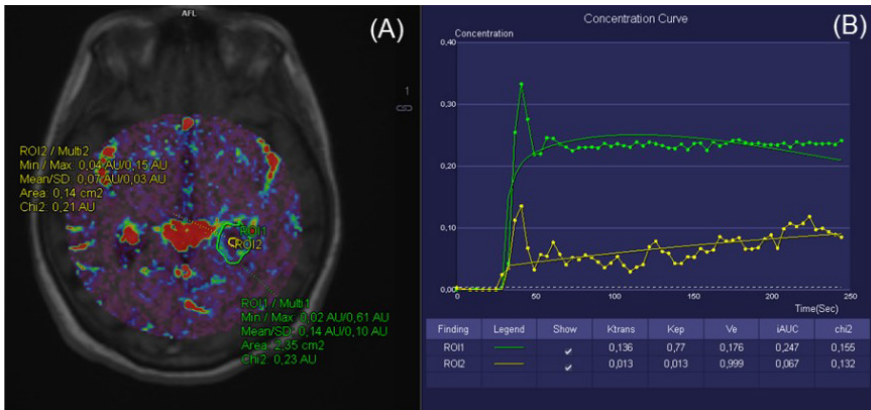 AFL
(A)
1
ROI2 / Multi2
Min / Max: 0,04 AU/0,15 AU
Mean/SD: 0,07 AU/0,03 AU
Area: 0,14 cm2
Chi2: 0,21 AU
ROI1
ROI2
ROI1 / Multi1
Min / Max: 0,02 AU/0,61 AU
Mean/SD: 0,14 AU/0,10 AU
Area: 2,35 cm2
Chi2: 0,23 AU
Concentration Curve
(B)
Concentration
0,40
0,30
0,20
0,10
0,00
0 50 100 150 200 250
Time(Sec)
Finding Legend Show Ktrans Kep Ve iAUC chi2
ROI1 0,136 0,77 0,176 0,247 0,155
ROI2 0,013 0,013 0,999 0,067 0,132